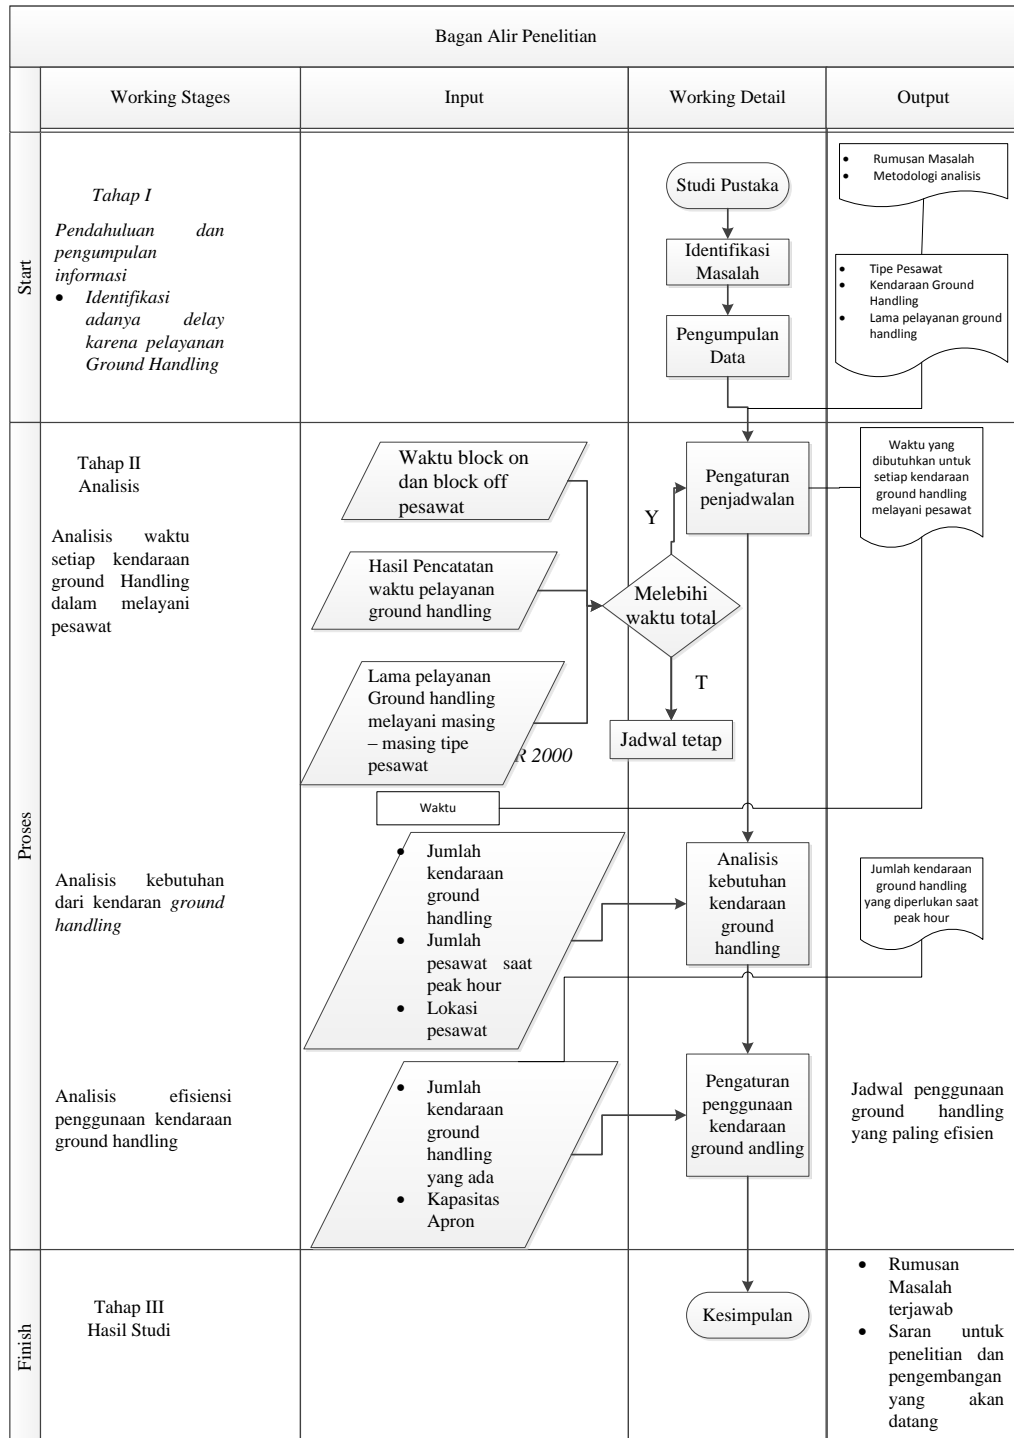 Bagan Alir Penelitian
Working Stages
Input
Working Detail
Output
Start
Tahap I
Pendahuluan dan
pengumpulan
informasi
• Identifikasi
adanya delay
karena pelayanan
Ground Handling
Studi Pustaka
Identifikasi
Masalah
Pengumpulan
Data
• Rumusan Masalah
• Metodologi analisis
• Tipe Pesawat
• Kendaraan Ground
Handling
• Lama pelayanan ground
handling
Proses
Tahap II
Analisis
Analisis waktu
setiap kendaraan
ground Handling
dalam melayani
pesawat
Waktu block on
dan block off
pesawat
Hasil Pencatatan
waktu pelayanan
ground handling
Lama pelayanan
Ground handling
melayani masing
– masing tipe
pesawat
R 2000
Y
Melebihi
waktu total
T
Jadwal tetap
Pengaturan
penjadwalan
Waktu yang
dibutuhkan untuk
setiap kendaraan
ground handling
melayani pesawat
Waktu
Analisis kebutuhan
dari kendaran ground
handling
• Jumlah
kendaraan
ground
handling
• Jumlah
pesawat saat
peak hour
• Lokasi
pesawat
Analisis
kebutuhan
kendaraan
ground
handling
Jumlah kendaraan
ground handling
yang diperlukan saat
peak hour
Analisis efisiensi
penggunaan kendaraan
ground handling
• Jumlah
kendaraan
ground
handling
yang ada
• Kapasitas
Apron
Pengaturan
penggunaan
kendaraan
ground andling
Jadwal penggunaan
ground handling
yang paling efisien
Finish
Tahap III
Hasil Studi
Kesimpulan
• Rumusan
Masalah
terjawab
• Saran untuk
penelitian dan
pengembangan
yang akan
datang